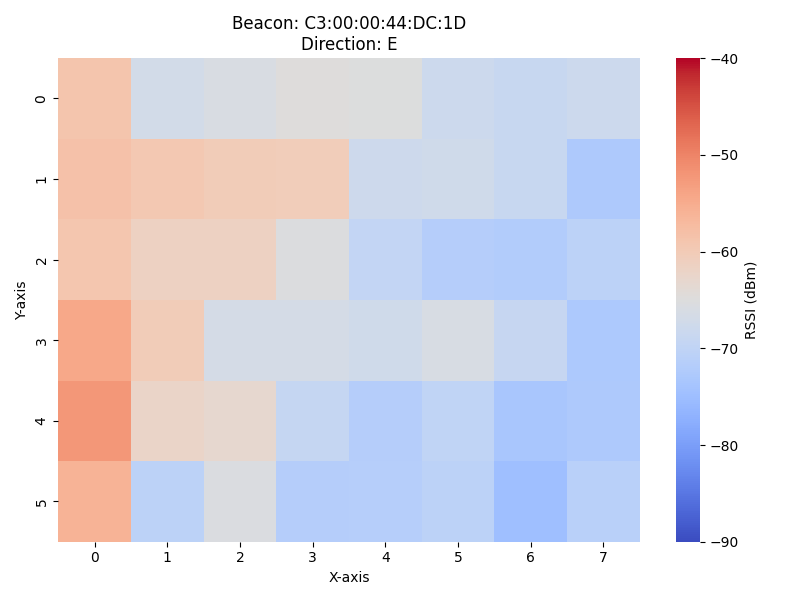 Beacon: C3:00:00:44:DC:1D
Direction: E
Y-axis
0
1
2
3
4
5
0 1 2 3 4 5 6 7
X-axis
−40
−50
−60
−70
−80
−90
RSSI (dBm)